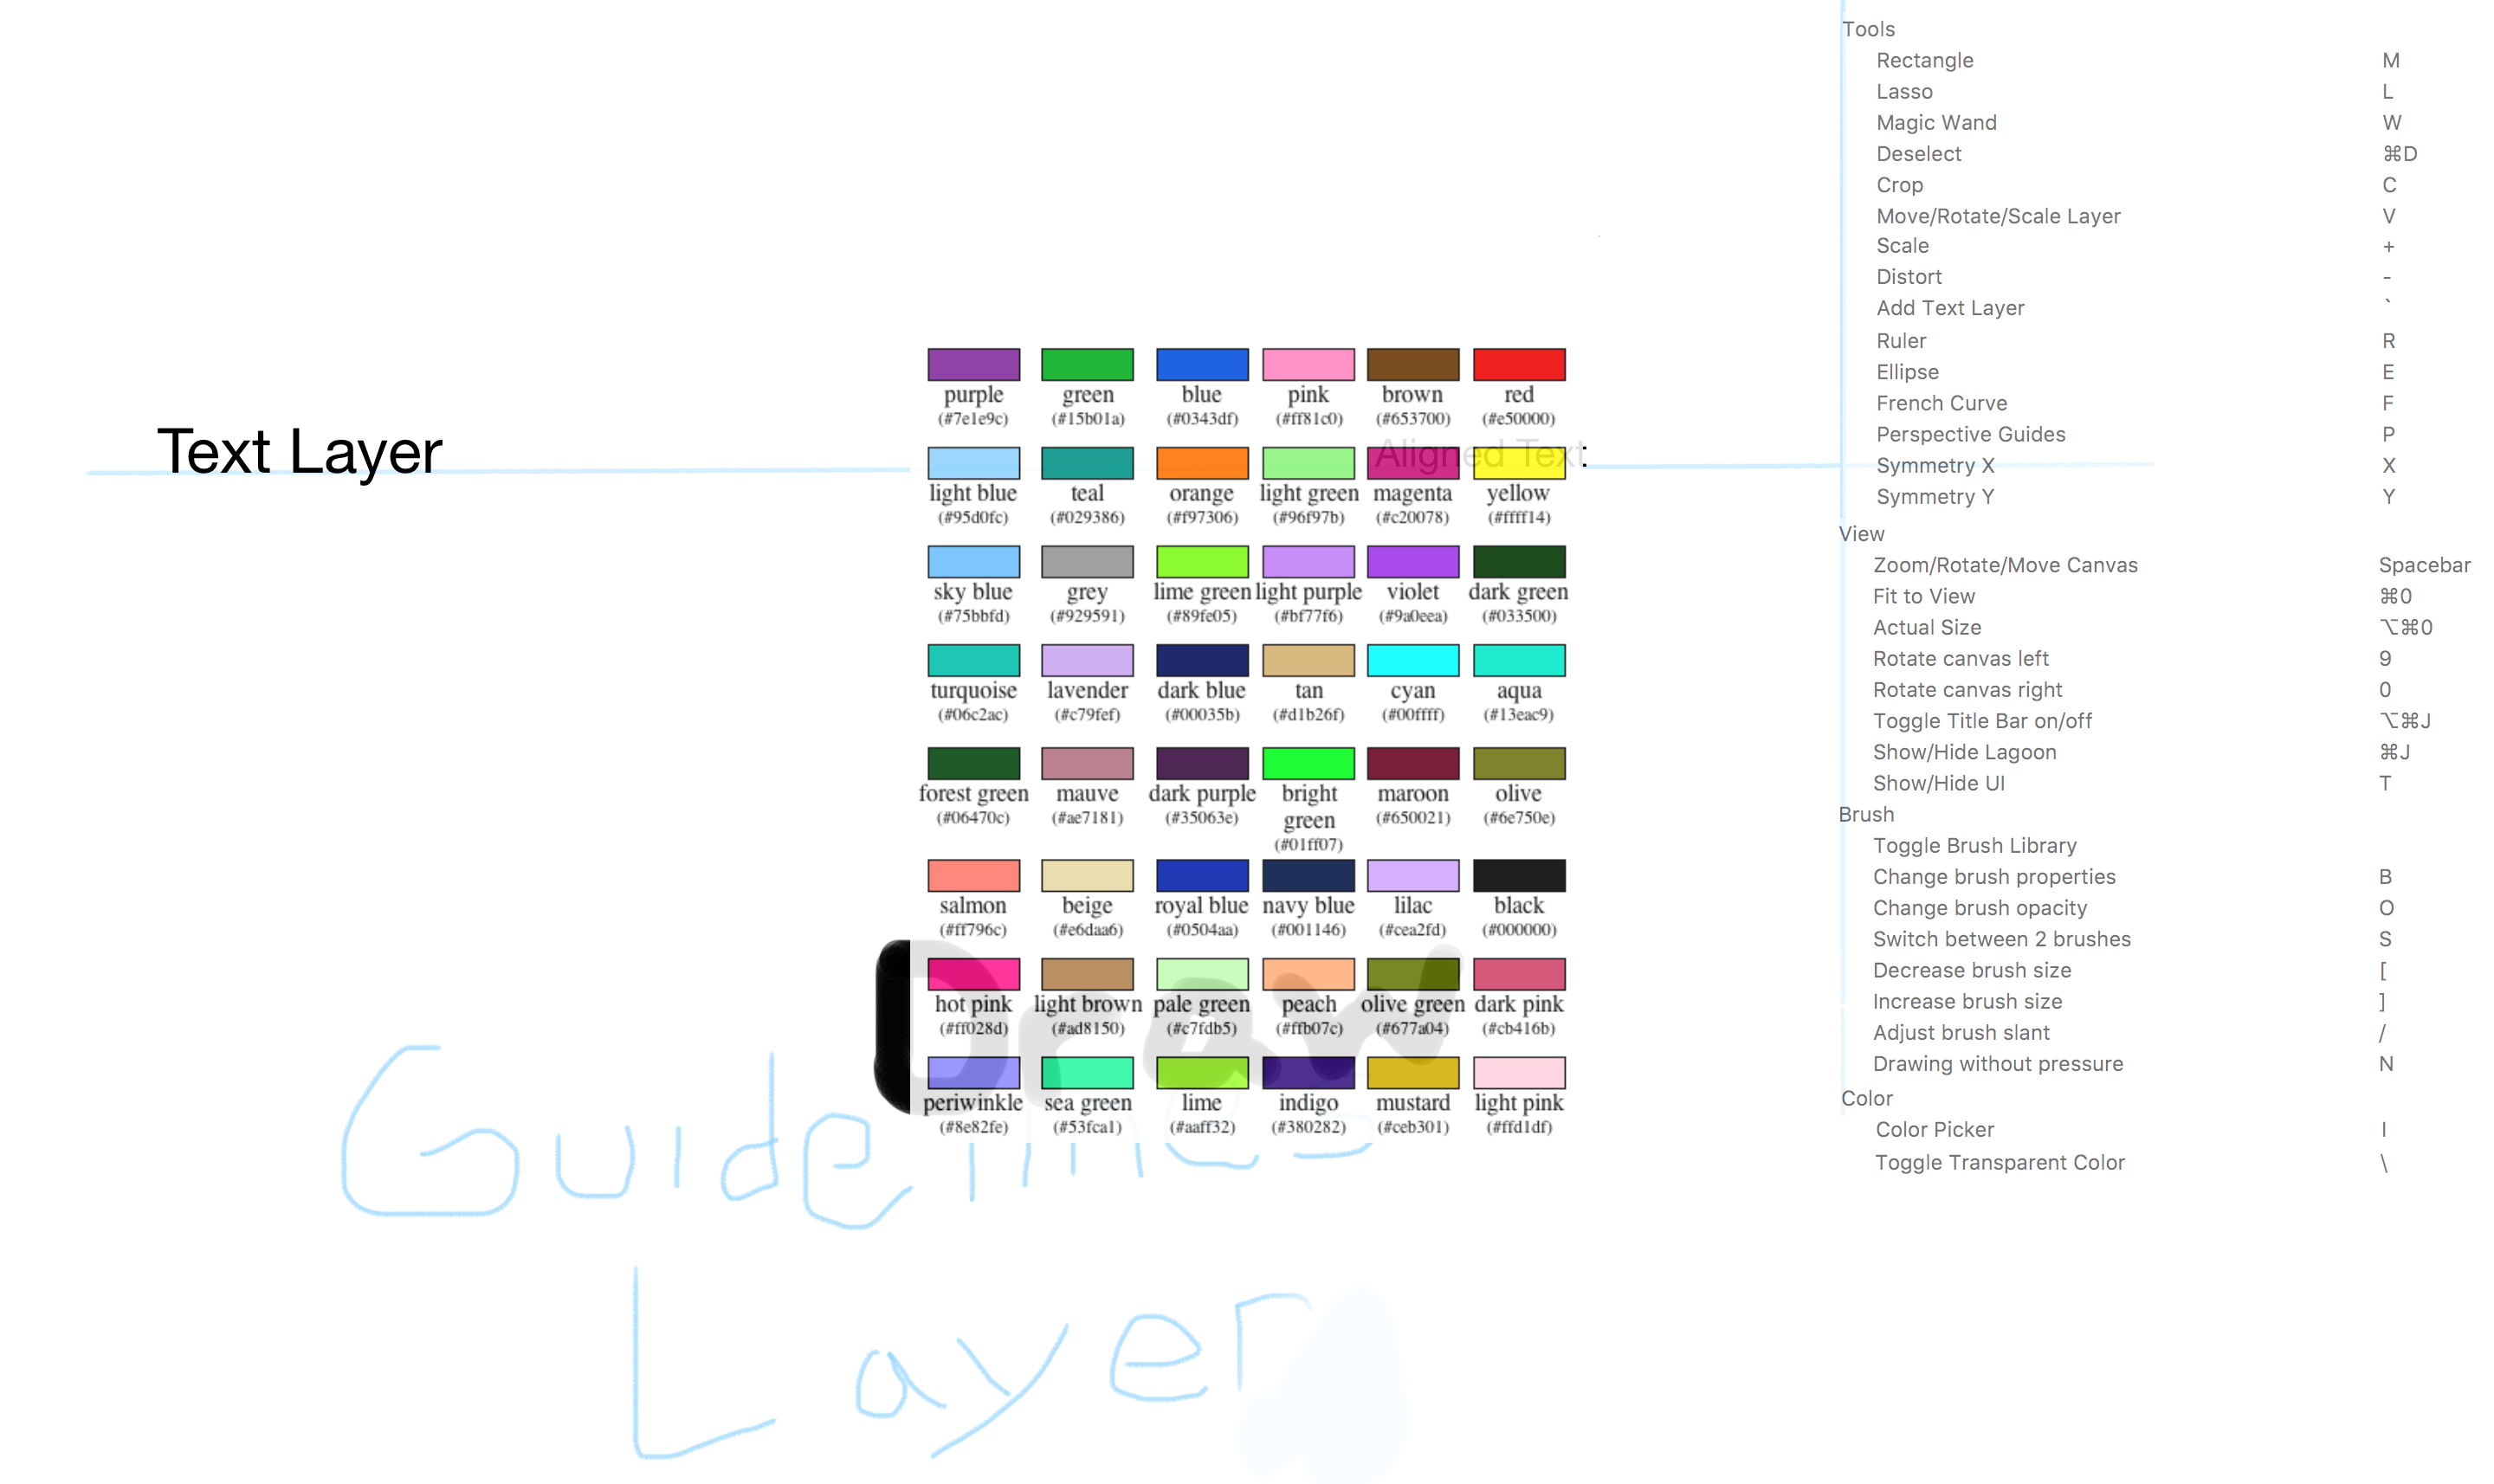 Text Layer
Aligned Text:
purple green blue pink brown red
(#7e1e9c) (#15b01a) (#0343df) (#ff81c0) (#653700) (#e50000)
light blue teal orange light green magenta yellow
(#95d0fc) (#029386) (#f97306) (#96f97b) (#c20078) (#ffff14)
sky blue grey lime green light purple violet dark green
(#75bbfd) (#929591) (#89fe05) (#bf77f6) (#9a0eea) (#033500)
turquoise lavender dark blue tan cyan aqua
(#06c2ac) (#c79fef) (#00035b) (#d1b26f) (#00ffff) (#13eac9)
forest green mauve dark purple bright green maroon olive
(#06470c) (#ae7181) (#35063e) (#01ff07) (#650021) (#6e750e)
salmon beige royal blue navy blue lilac black
(#ff796c) (#e6daa6) (#0504aa) (#001146) (#cea2fd) (#000000)
hot pink light brown pale green peach olive green dark pink
(#ff028d) (#ad8150) (#c7fdb5) (#ffb07c) (#677a04) (#cb416b)
periwinkle sea green lime indigo mustard light pink
(#8e82fe) (#53fca1) (#aaff32) (#380282) (#ceb301) (#ffd1df)
Draw
Guidelines
Layer
Tools
Rectangle M
Lasso L
Magic Wand W
Deselect ⌘D
Crop C
Move/Rotate/Scale Layer V
Scale +
Distort -
Add Text Layer `
Ruler R
Ellipse E
French Curve F
Perspective Guides P
Symmetry X X
Symmetry Y Y
View
Zoom/Rotate/Move Canvas Spacebar
Fit to View ⌘0
Actual Size ⌥⌘0
Rotate canvas left 9
Rotate canvas right 0
Toggle Title Bar on/off ⌥⌘J
Show/Hide Lagoon ⌘J
Show/Hide UI T
Brush
Toggle Brush Library
Change brush properties B
Change brush opacity O
Switch between 2 brushes S
Decrease brush size [
Increase brush size ]
Adjust brush slant /
Drawing without pressure N
Color
Color Picker I
Toggle Transparent Color \